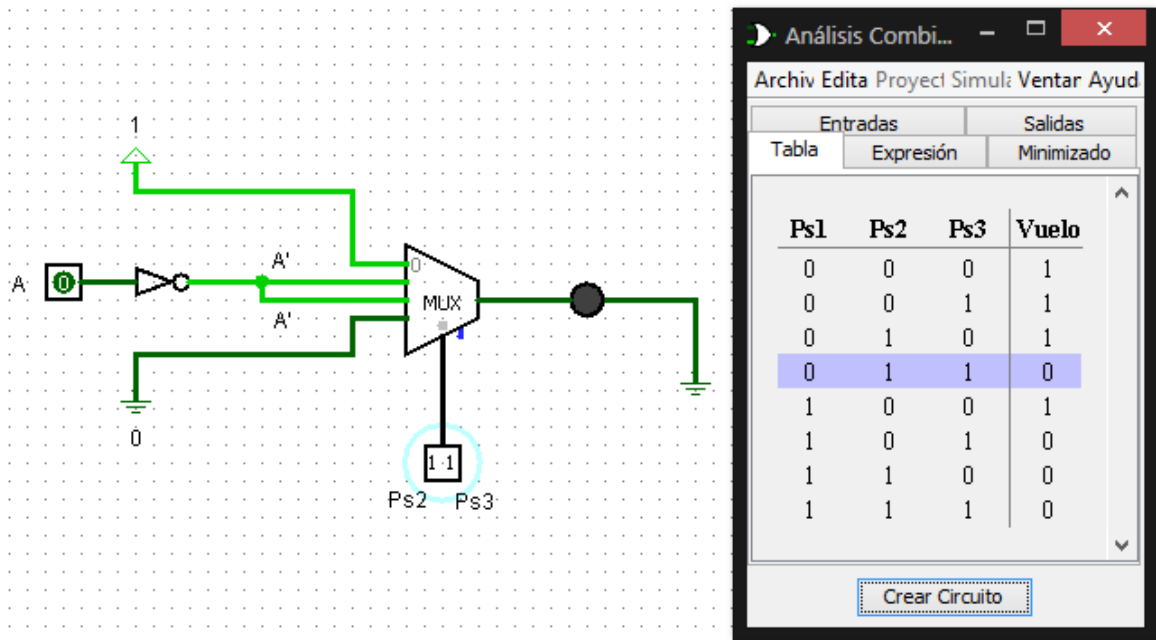 1
A
0
A'
A'
0
MUX
0
1 1
Ps2 Ps3
Análisis Combi...
Archiv Edita Proyect Simula Ventar Ayud
Entradas Salidas
Tabla Expresión Minimizado
Ps1 Ps2 Ps3 Vuelo
0 0 0 1
0 0 1 1
0 1 0 1
0 1 1 0
1 0 0 1
1 0 1 0
1 1 0 0
1 1 1 0
Crear Circuito